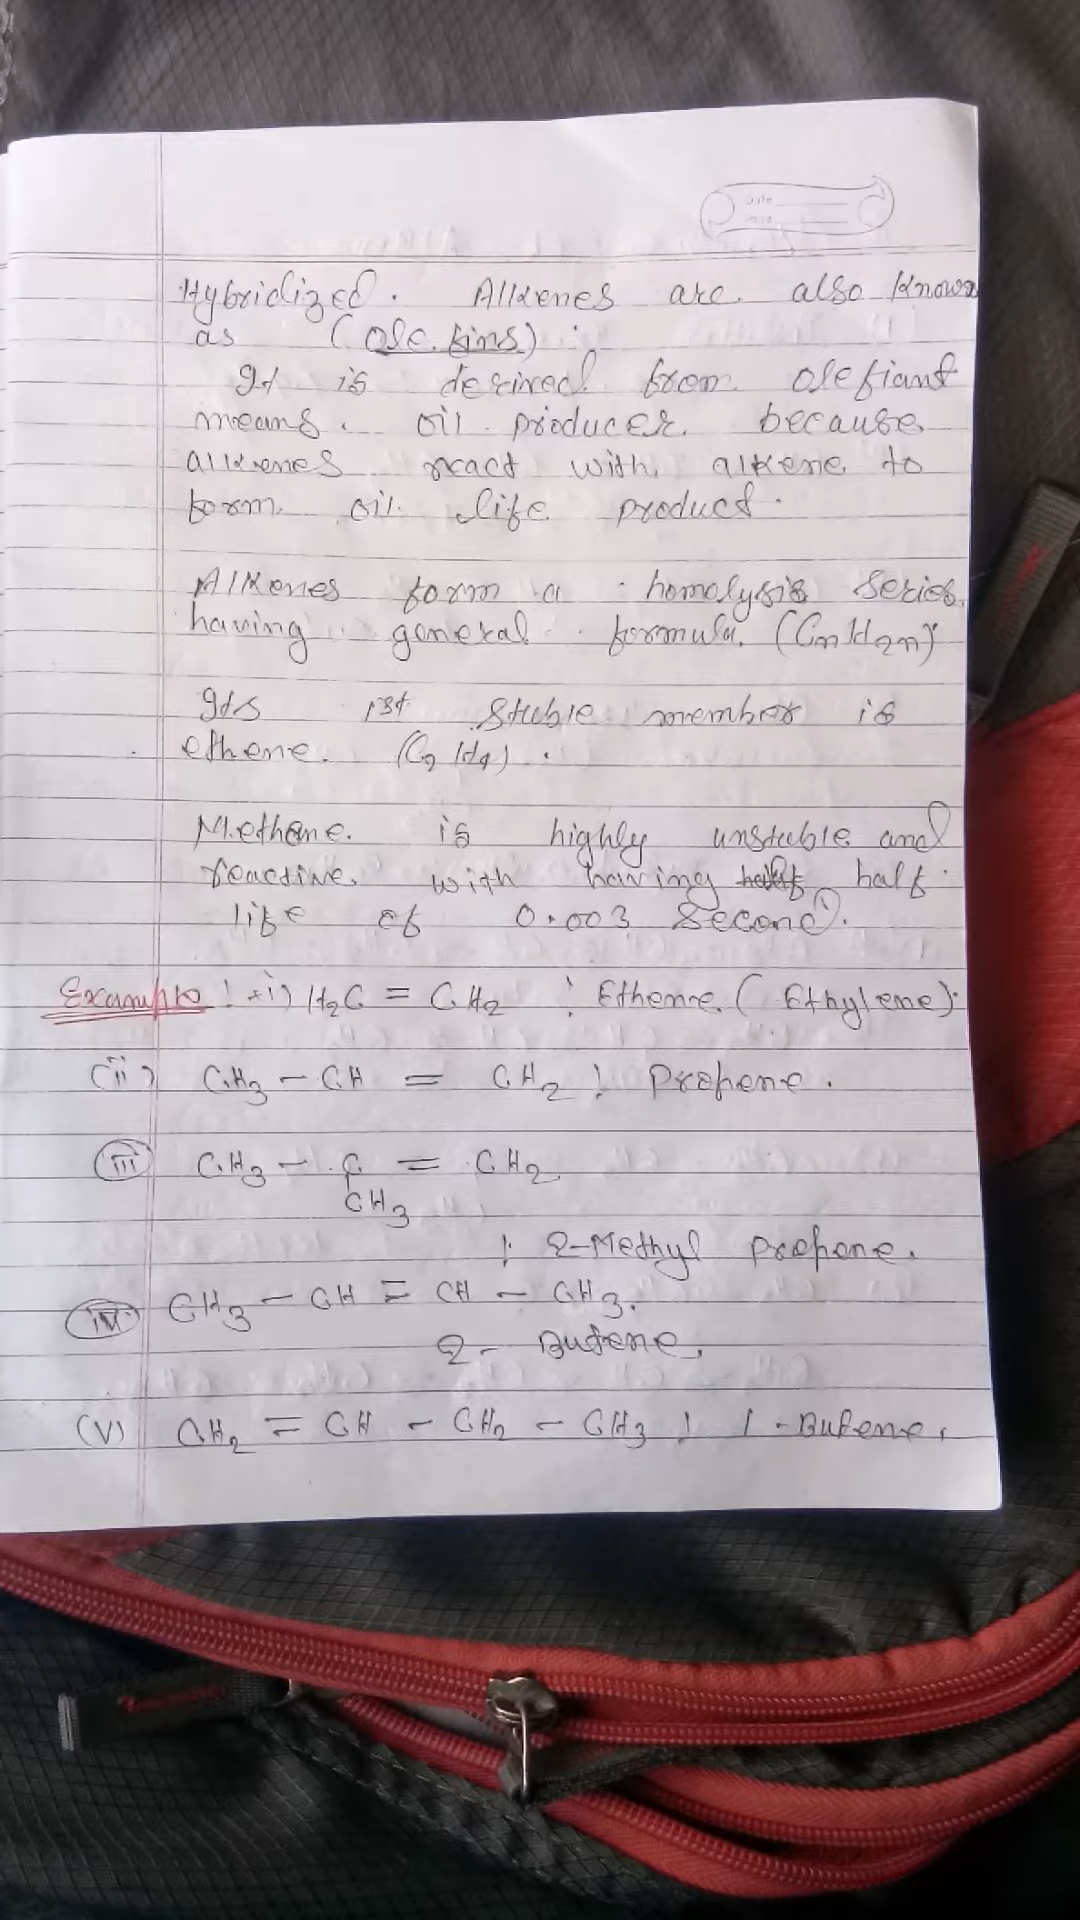 Hybridized. Alkenes are also known
as (Olefins) :
It is derived from olefiant
means. oil producer because
alkenes react with alkene to
form oil life product.
Alkenes form a homolysis series
having general formula. (CnH2n)
Its 1st stable member is
ethene. (C2H4).
Methene. is highly unstable and
reactive with having half
life of 0.003 second.
Example : i) H2C = CH2 : Ethene (Ethylene).
(ii) CH3 - CH = CH2 : Propene.
(iii) CH3 - C = CH2
CH3
: 2-Methyl propene.
(iv) CH3 - CH = CH - CH3.
2- Butene.
(V) CH2 = CH - CH2 - CH3 : 1-Butene.